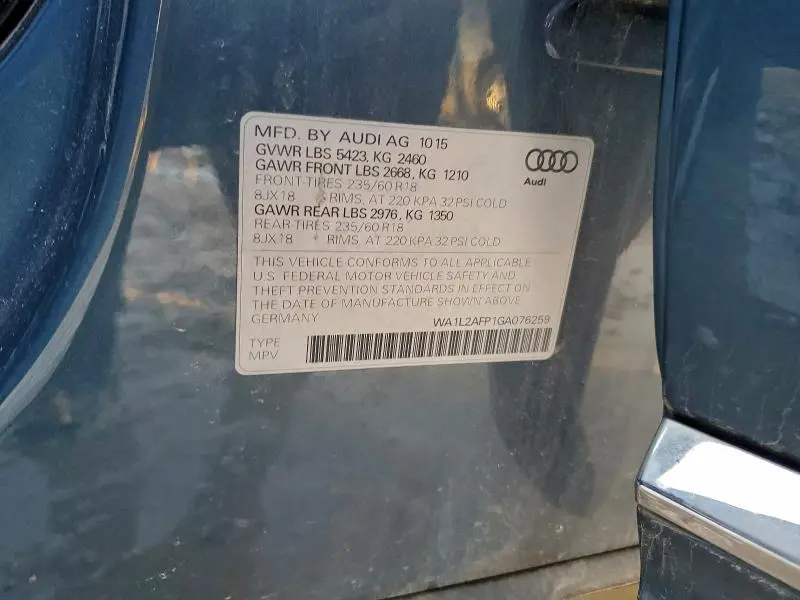 MFD. BY AUDI AG 10 15
GVWR LBS 5423, KG 2460
GAWR FRONT LBS 2668, KG 1210
FRONT-TIRES 235/60 R18
8JX18 RIMS, AT 220 KPA 32 PSI COLD
GAWR REAR LBS 2976, KG 1350
REAR-TIRES 235/60 R18
8JX18 RIMS, AT 220 KPA 32 PSI COLD
Audi
THIS VEHICLE CONFORMS TO ALL APPLICABLE
U.S. FEDERAL MOTOR VEHICLE SAFETY AND
THEFT PREVENTION STANDARDS IN EFFECT ON
THE DATE OF MANUFACTURE SHOWN ABOVE
GERMANY WA1L2AFP1GA076259
TYPE
MPV